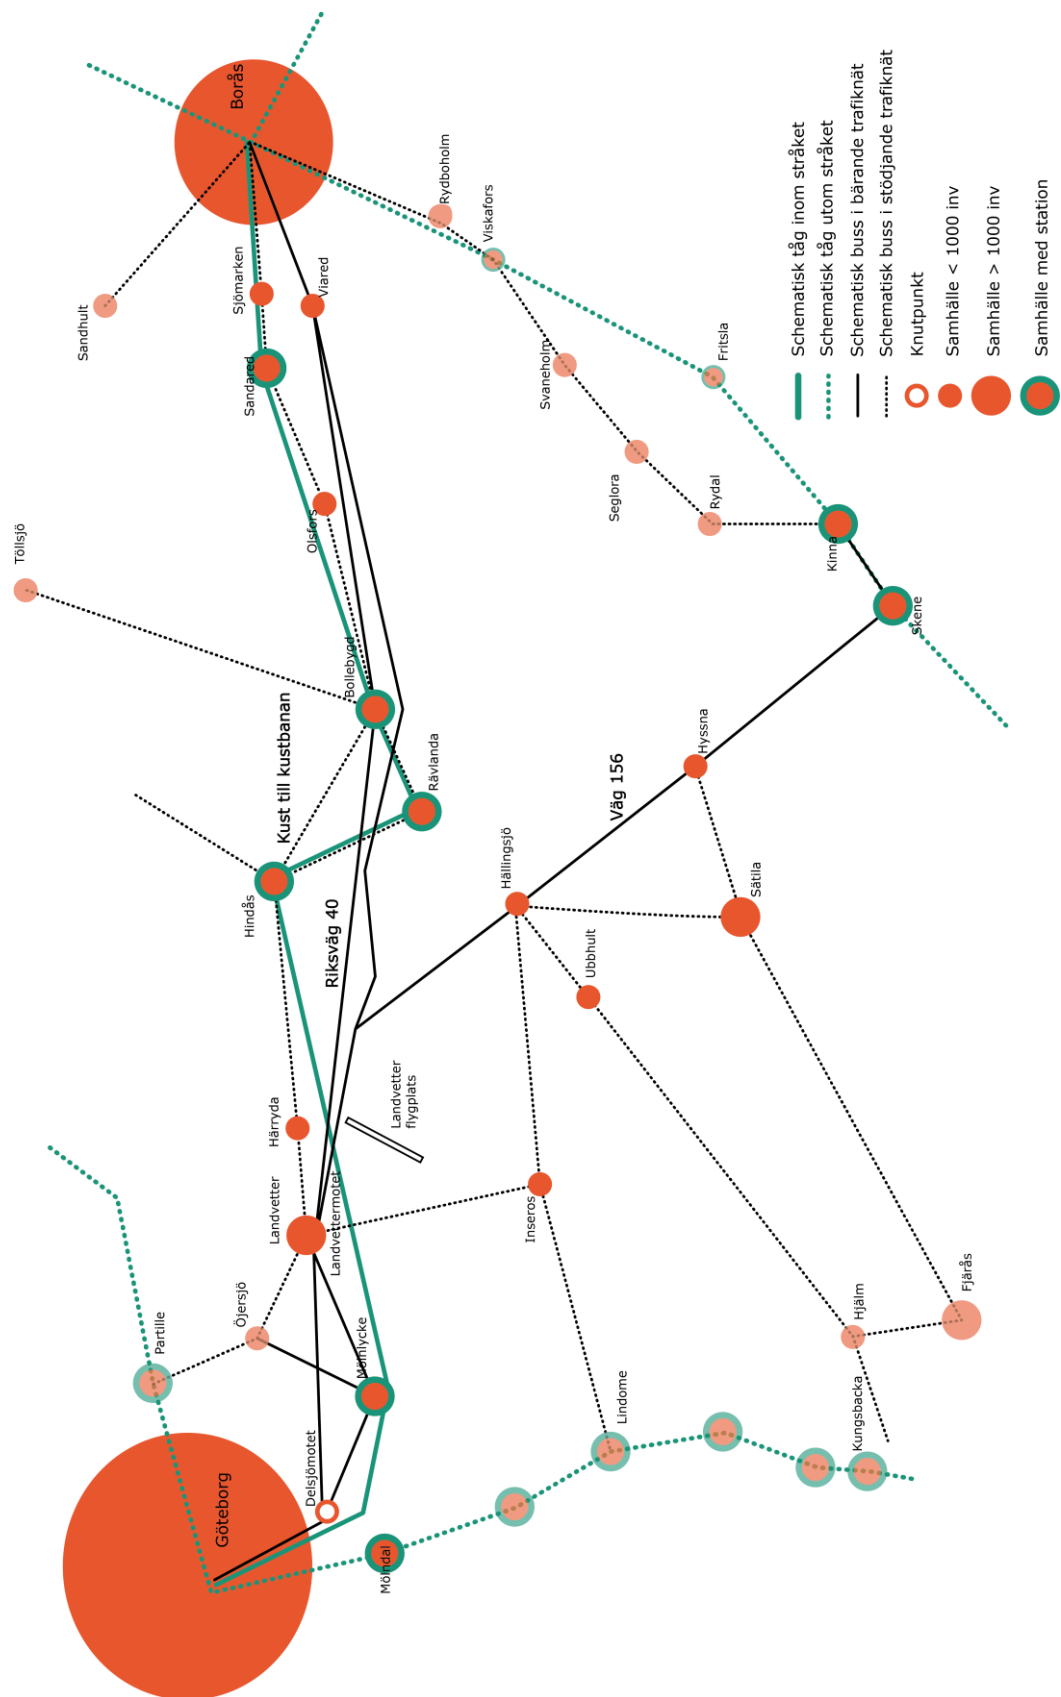 Göteborg
Partille
Öjersjö
Delsjömotet
Mölnlycke
Mölndal
Landvetter
Landvettermotet
Härryda
Landvetter
flygplats
Riksväg 40
Hindås
Kust till kustbanan
Rävlanda
Bollebygd
Töllsjö
Olsfors
Sandared
Sjömarken
Viared
Sandhult
Borås
Rydboholm
Viskafors
Svaneholm
Seglora
Rydal
Fritsla
Kinna
Skene
Hyssna
Väg 156
Hällingsjö
Sätila
Ubbhult
Inseros
Lindome
Kungsbacka
Hjälm
Fjärås
Schematisk tåg inom stråket
Schematisk tåg utom stråket
Schematisk buss i bärande trafiknät
Schematisk buss i stödjande trafiknät
Knutpunkt
Samhälle < 1000 inv
Samhälle > 1000 inv
Samhälle med station